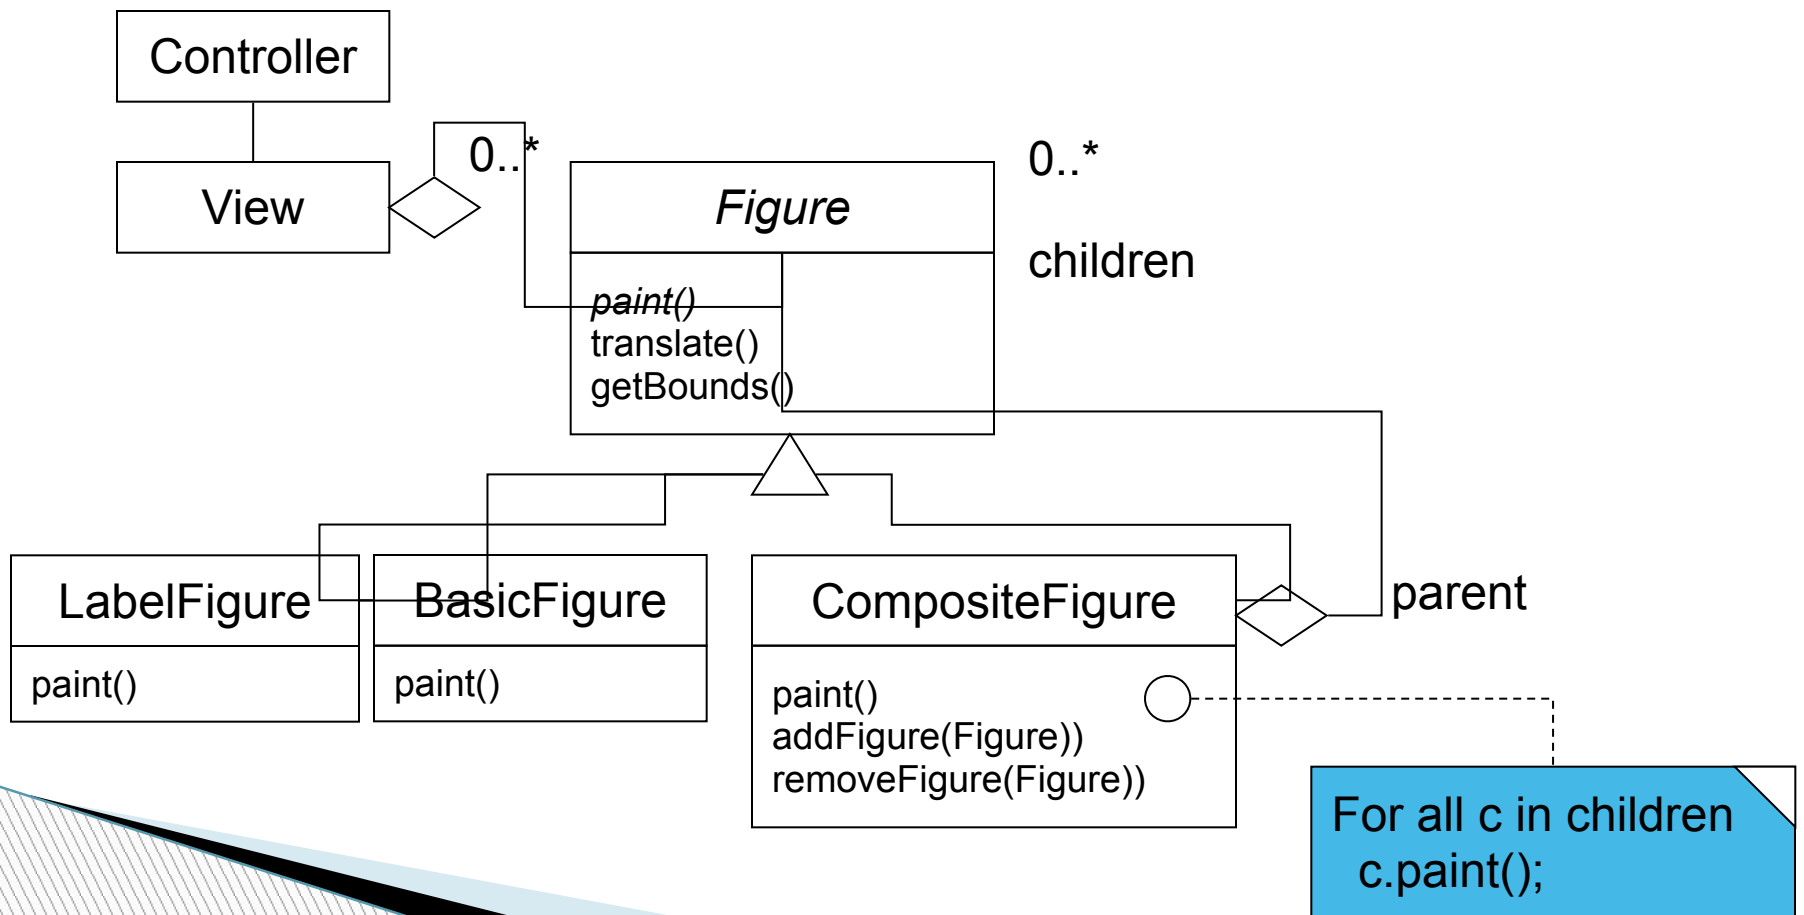 Controller
View
0..*
Figure
paint()
translate()
getBounds()
0..*
children
LabelFigure
paint()
BasicFigure
paint()
CompositeFigure
paint()
addFigure(Figure))
removeFigure(Figure))
parent
For all c in children
c.paint();